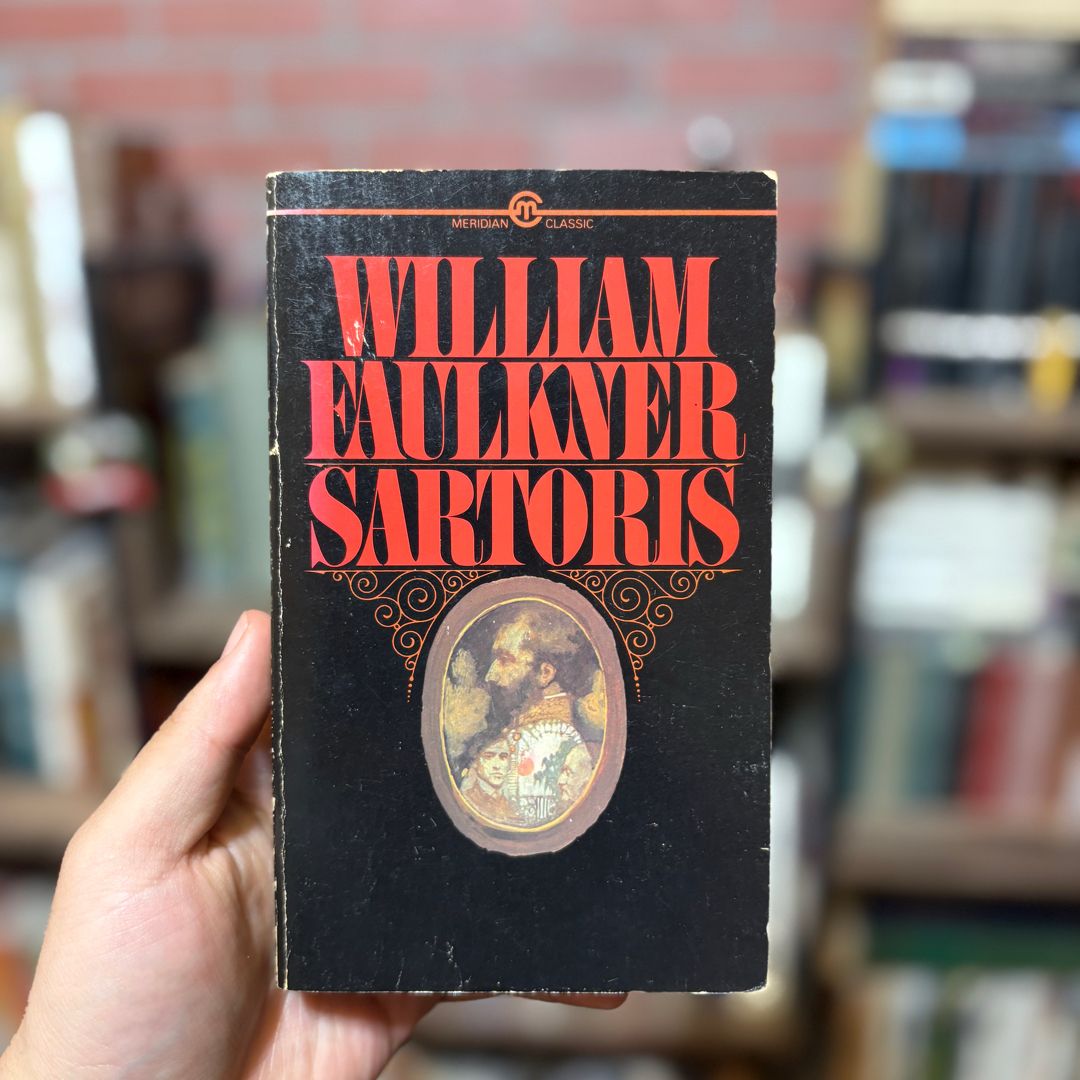 MERIDIAN CLASSIC
WILLIAM
FAULKNER
SARTORIS